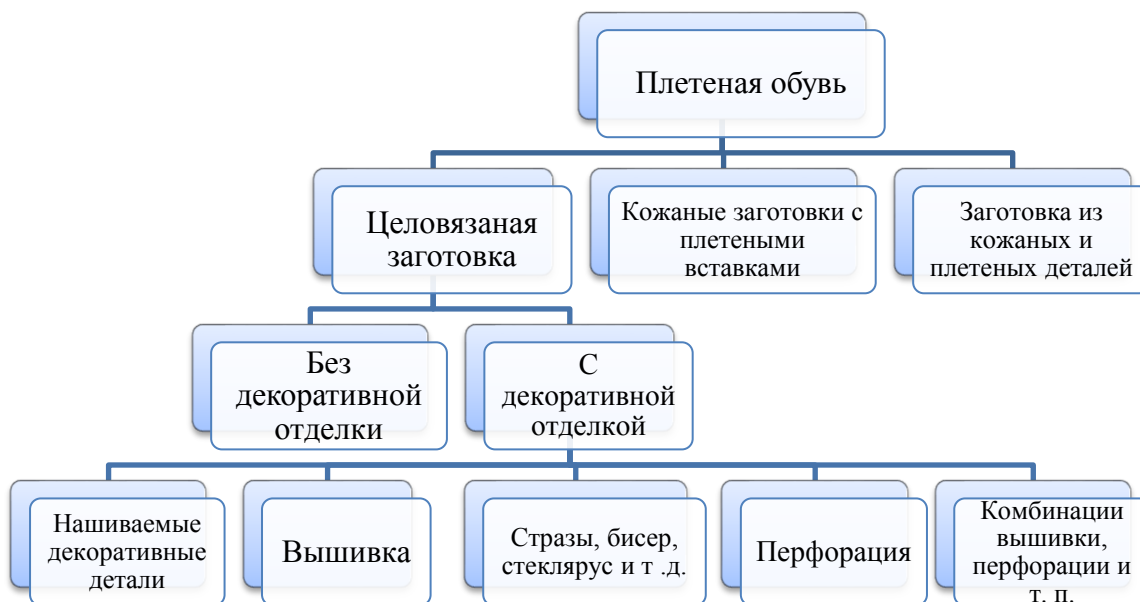 Плетеная обувь
Целовязаная
заготовка
Кожаные заготовки с
плетеными
вставками
Заготовка из
кожаных и
плетеных деталей
Без
декоративной
отделки
С
декоративной
отделкой
Нашиваемые
декоративные
детали
Вышивка
Стразы, бисер,
стеклярус и т .д.
Перфорация
Комбинации
вышивки,
перфорации и
т. п.